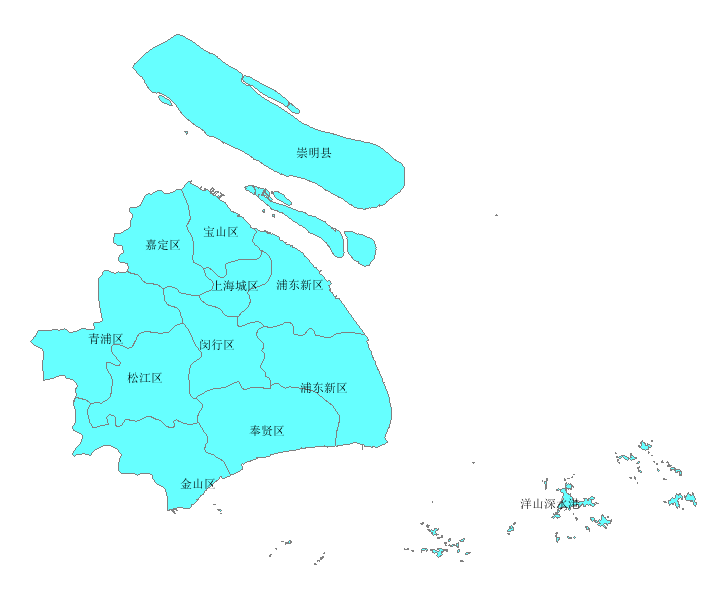 崇明县
宝山区
嘉定区
上海城区
浦东新区
青浦区
闵行区
松江区
浦东新区
奉贤区
金山区
洋山深水港